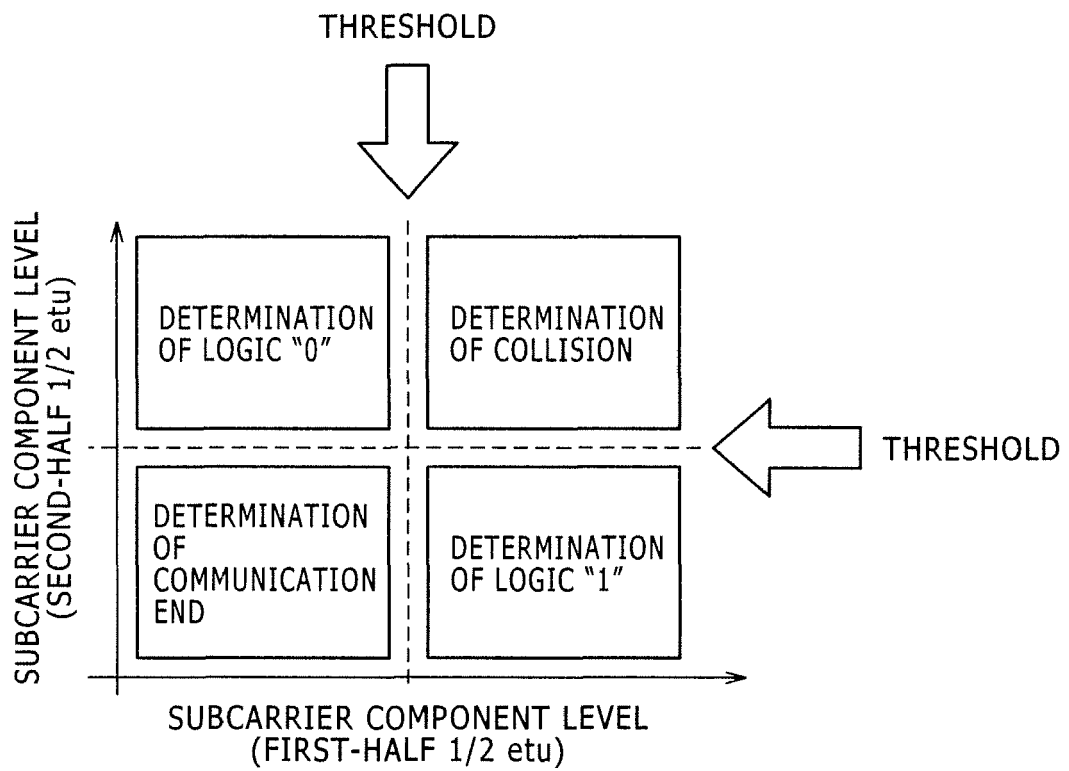 THRESHOLD
SUBCARRIER COMPONENT LEVEL
(SECOND-HALF 1/2 etu)
DETERMINATION
OF LOGIC “0”
DETERMINATION
OF COLLISION
THRESHOLD
DETERMINATION
OF
COMMUNICATION
END
DETERMINATION
OF LOGIC “1”
SUBCARRIER COMPONENT LEVEL
(FIRST-HALF 1/2 etu)